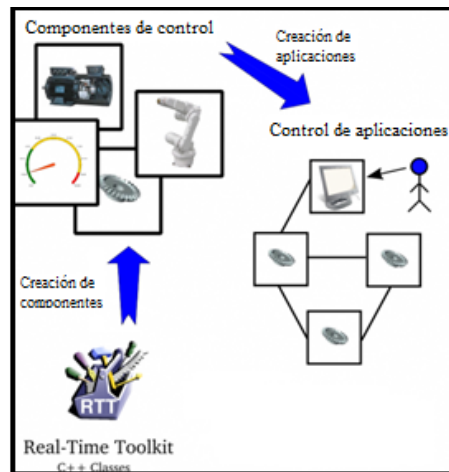 Componentes de control
Creación de
aplicaciones
Control de aplicaciones
Creación de
componentes
RTT
Real-Time Toolkit
C++ Classes